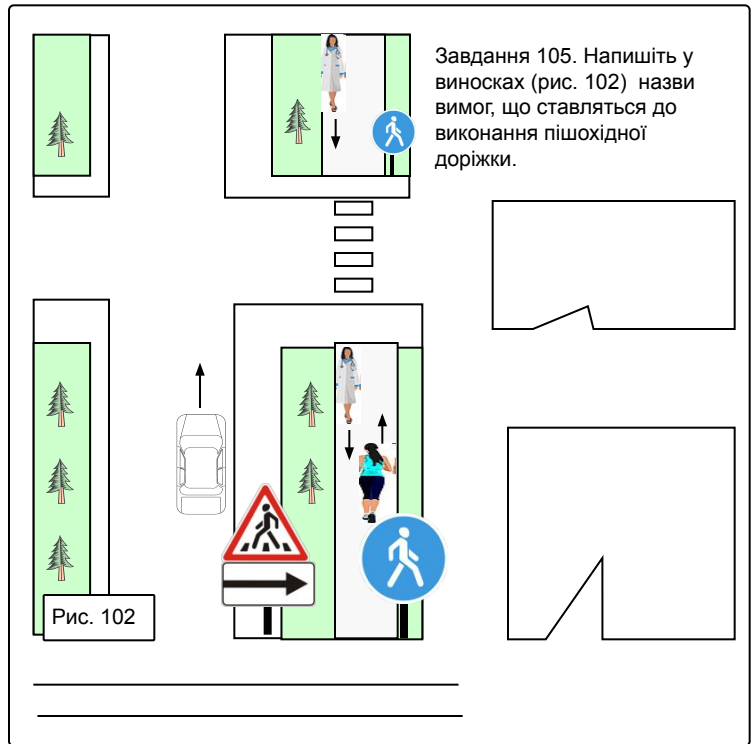 Завдання 105. Напишіть у
виносках (рис. 102) назви
вимог, що ставляться до
виконання пішохідної
доріжки.
Рис. 102